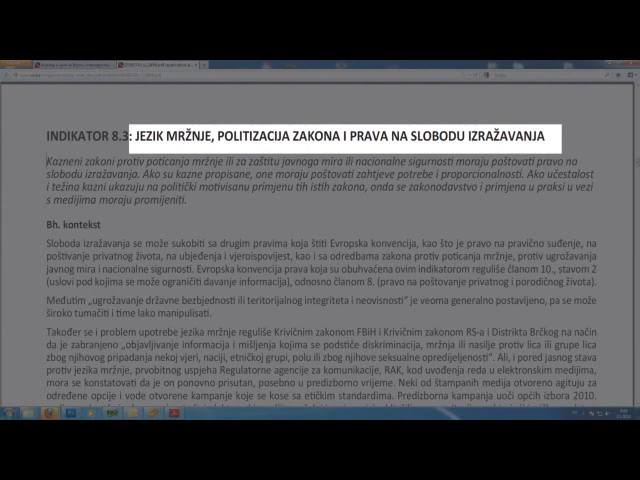 INDIKATOR 8.3: JEZIK MRŽNJE, POLITIZACIJA ZAKONA I PRAVA NA SLOBODU IZRAŽAVANJA
Kazneni zakoni protiv poticanja mržnje ili za zaštitu javnoga mira ili nacionalne sigurnosti moraju poštovati pravo na
slobodu izražavanja. Ako su kazne propisane, one moraju poštovati zahtjeve potrebe i proporcionalnosti. Ako učestalost
i težina kazni ukazuju na politički motivisanu primjenu tih istih zakona, onda se zakonodavstvo i primjena u praksi u vezi
s medijima moraju promijeniti.
Bh. kontekst
Sloboda izražavanja se može sukobiti sa drugim pravima koja štiti Evropska konvencija, kao što je pravo na pravično suđenje, na
poštivanje privatnog života, na ubjeđenja i vjeroispovijest, kao i sa odredbama zakona protiv poticanja mržnje, protiv ugrožavanja
javnog mira i nacionalne sigurnosti. Evropska konvencija prava koja su obuhvaćena ovim indikatorom reguliše članom 10., stavom 2
(uslovi pod kojima se može ograničiti davanje informacija), odnosno članom 8. (pravo na poštivanje privatnog i porodičnog života).
Međutim „ugrožavanje državne bezbjednosti ili teritorijalnog integriteta i neovisnosti" je veoma generalno postavljeno, pa se može
široko tumačiti i time lako manipulisati.
Također se i problem upotrebe jezika mržnje reguliše Krivičnim zakonom FBiH i Krivičnim zakonom RS-a i Distrikta Brčkog na način
da je zabranjeno „objavljivanje informacija i mišljenja kojima se podstiče diskriminacija, mržnja ili nasilje protiv lica ili grupe lica
zbog njihovog pripadanja nekoj vjeri, naciji, etničkoj grupi, polu ili zbog njihove seksualne opredijeljenosti". Ali, i pored jasnog stava
protiv jezika mržnje, prvobitnog uspjeha Regulatorne agencije za komunikacije, RAK, kod uvođenja reda u elektronskim medijima,
mora se konstatovati da je on ponovno prisutan, posebno u predizborno vrijeme. Neki od štampanih medija otvoreno agituju za
određene opcije i vode otvorene kampanje koje se kose sa etičkim standardima. Predizborna kampanja uoči općih izbora 2010.